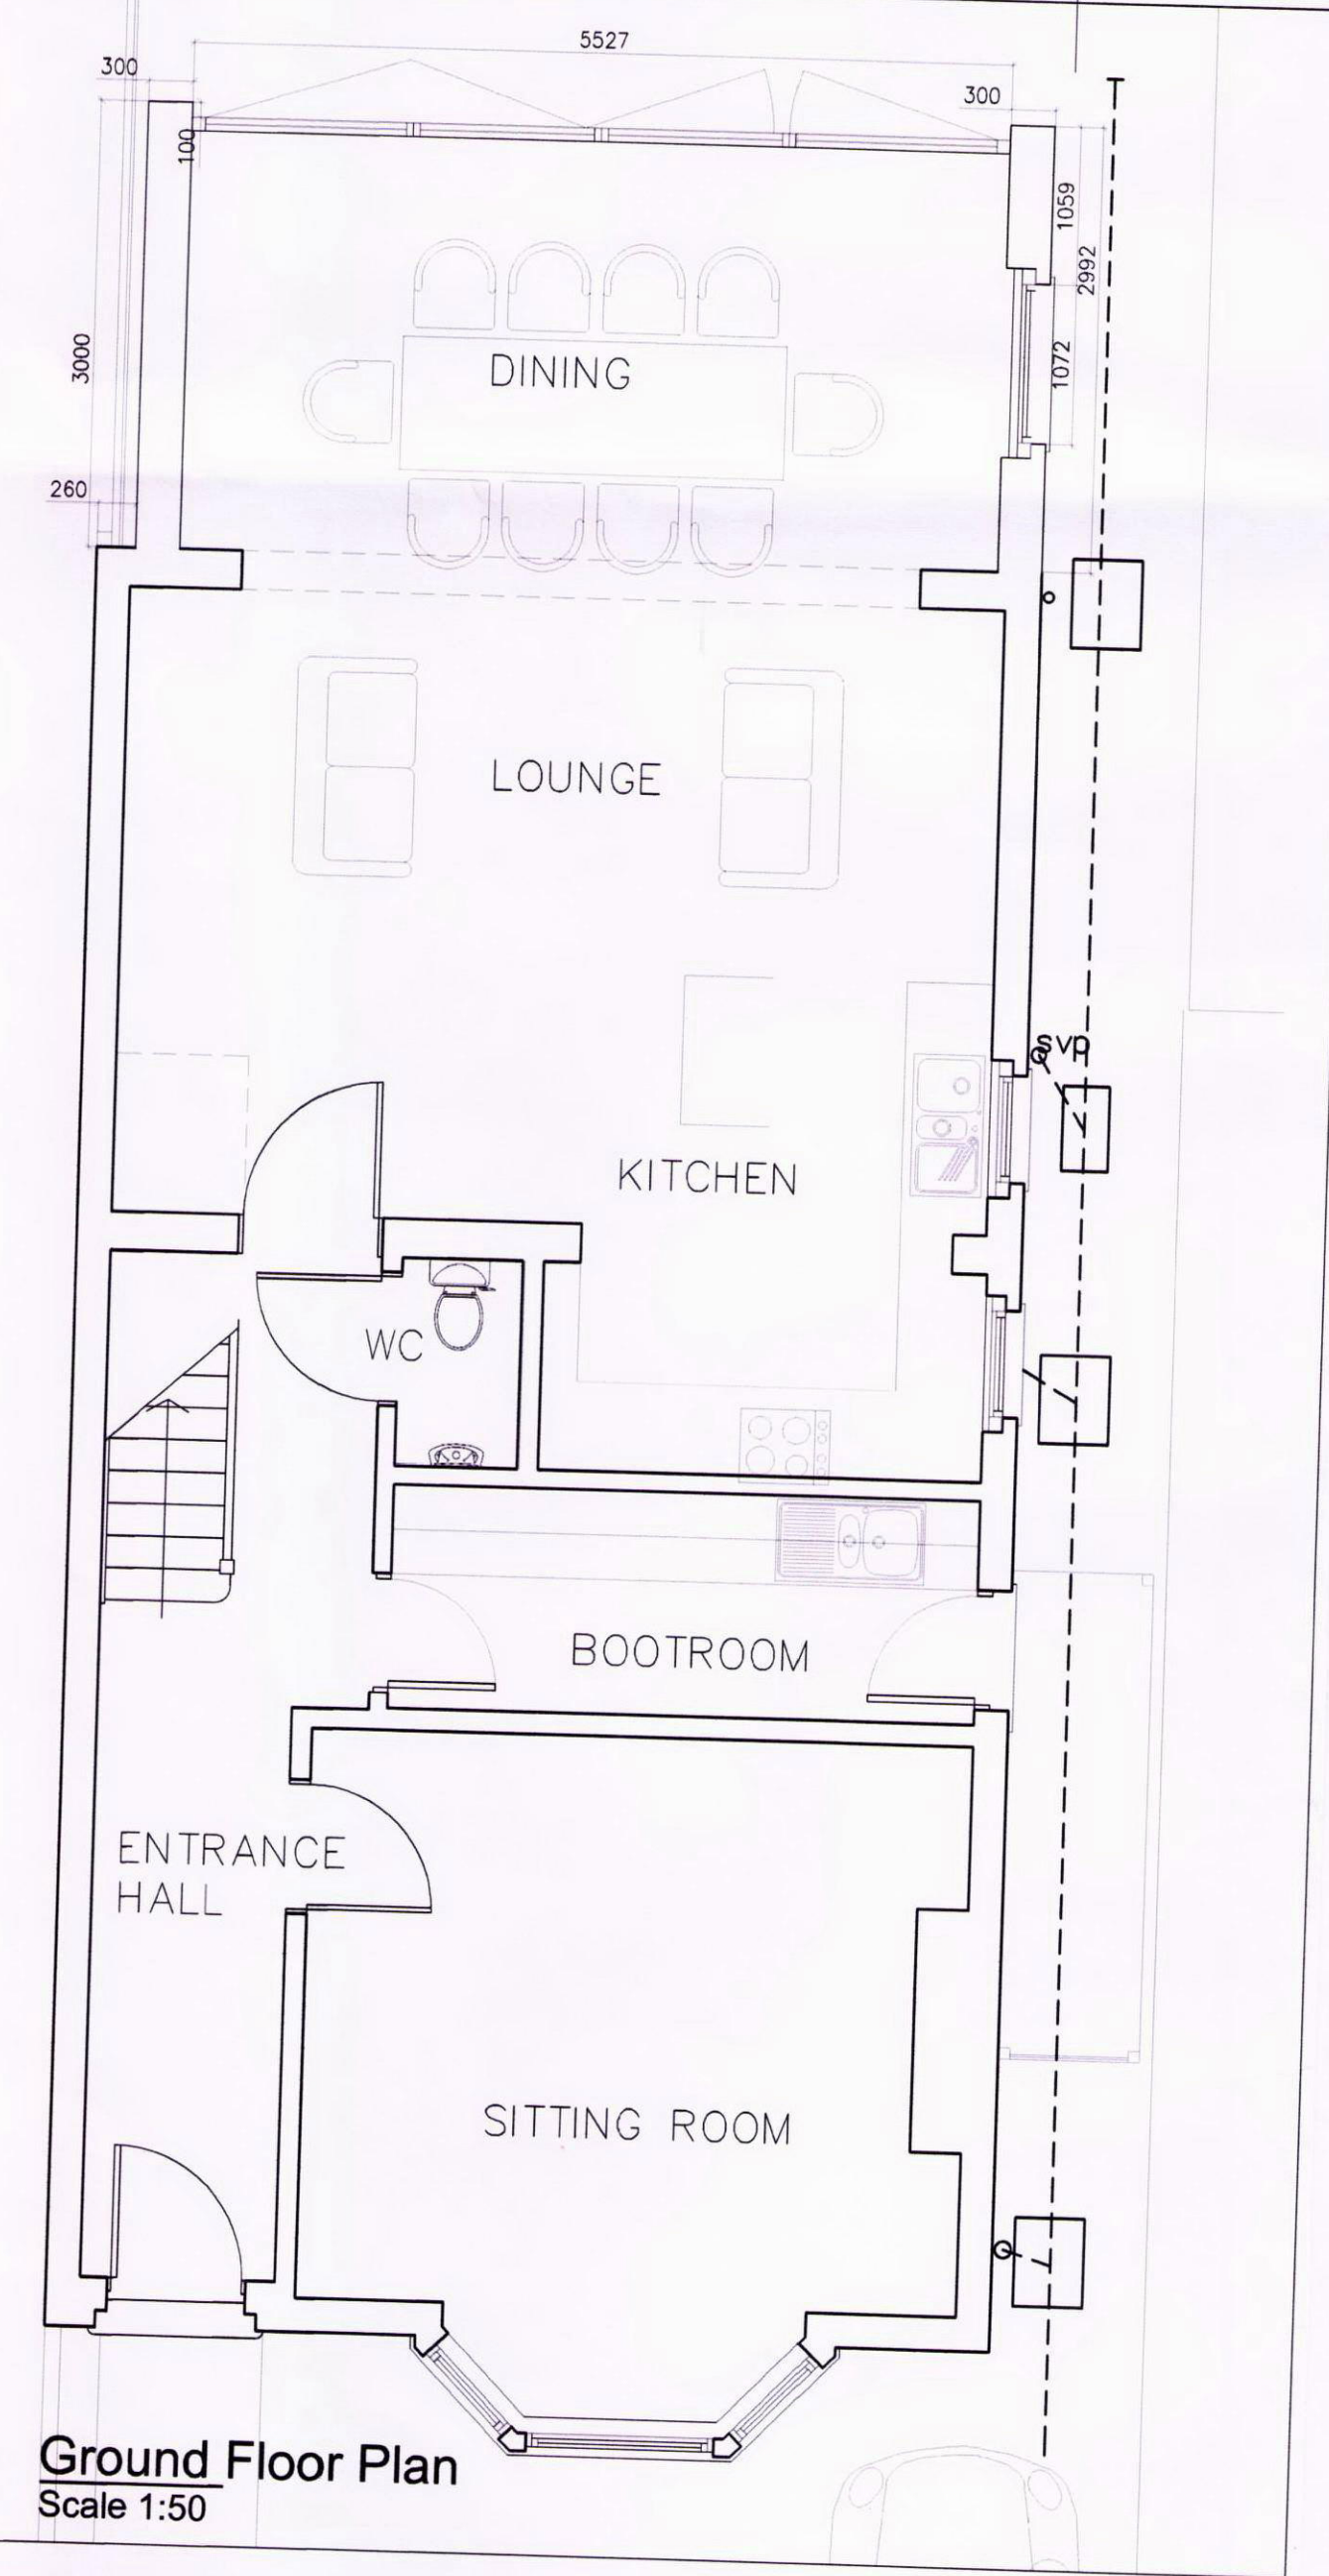 5527
300
300
100
1059
2992
3000
1072
DINING
260
LOUNGE
svp
KITCHEN
WC
BOOTROOM
ENTRANCE
HALL
SITTING ROOM
Ground Floor Plan
Scale 1:50